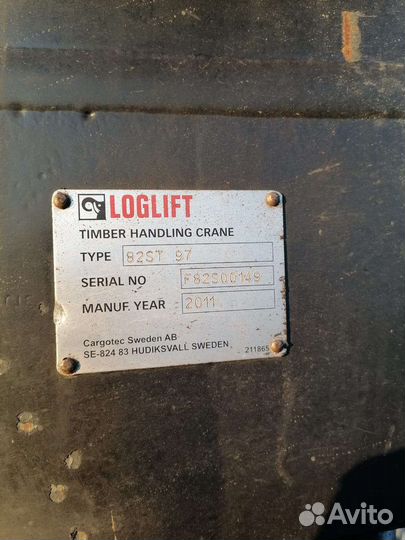 LOGLIFT
TIMBER HANDLING CRANE
TYPE 82ST 97
SERIAL NO F82S00149
MANUF. YEAR 2011
Cargotec Sweden AB
SE-824 83 HUDIKSVALL SWEDEN
211865
Avito